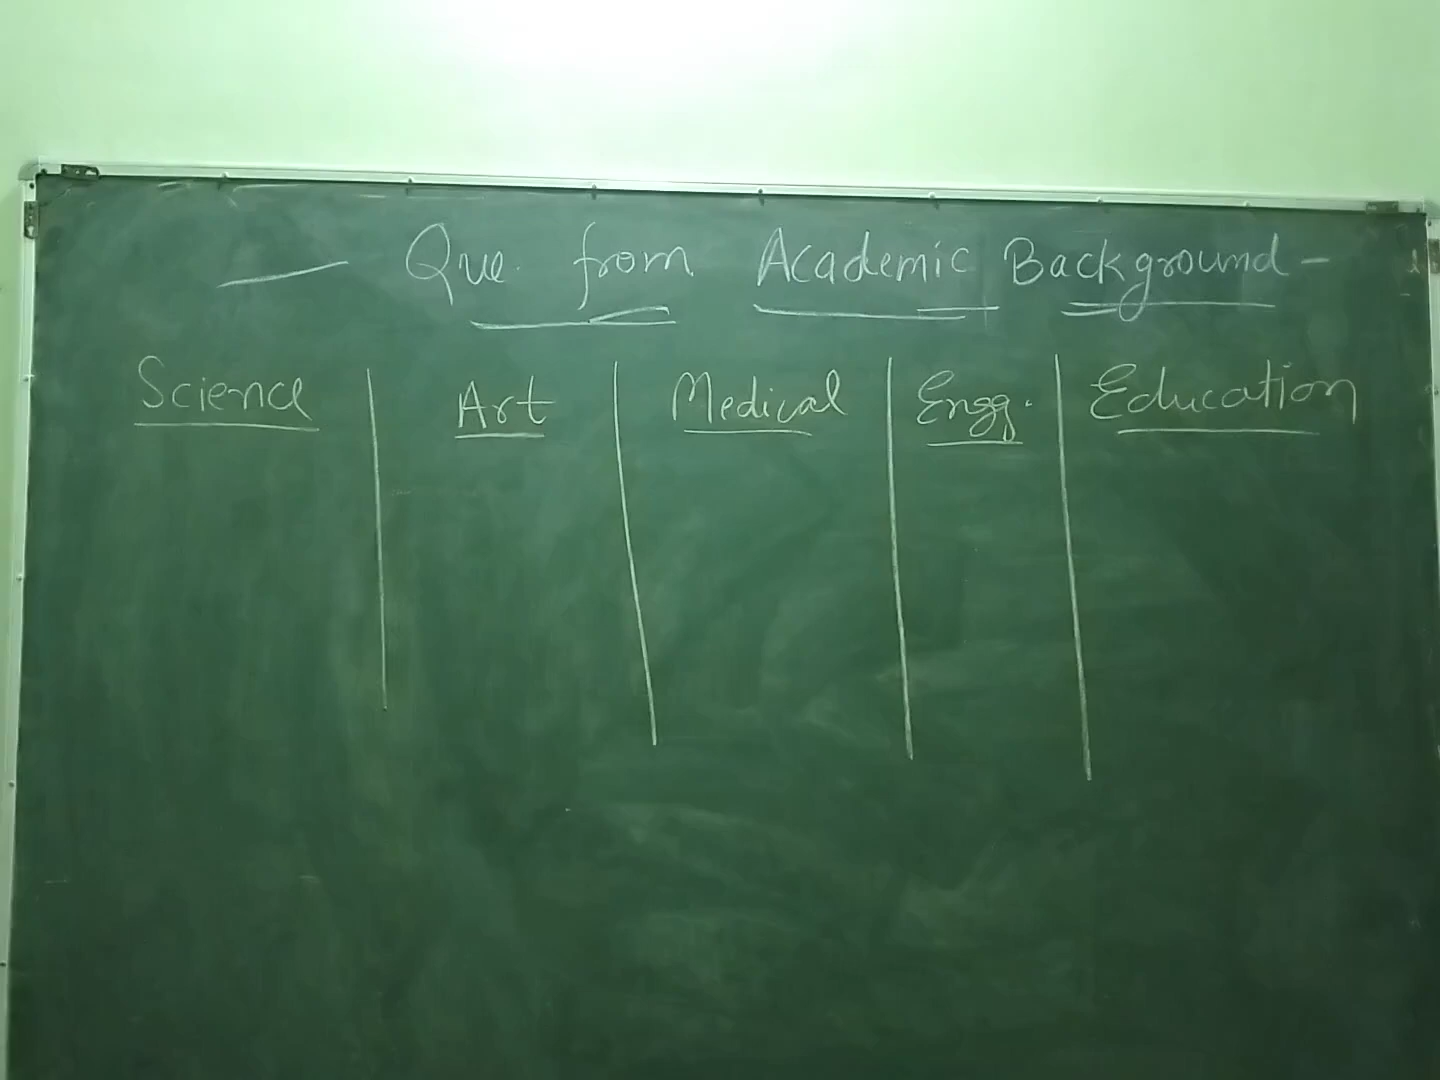 — Que. from Academic Background -
Science Art Medical Engg. Education